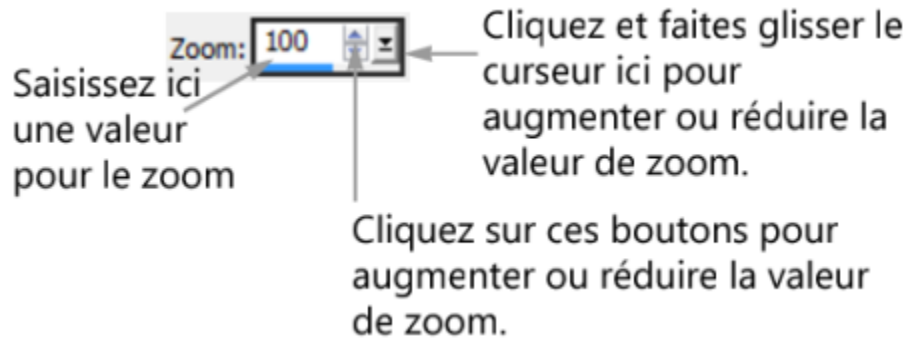 Zoom: 100
Cliquez et faites glisser le
curseur ici pour
augmenter ou réduire la
valeur de zoom.
Saisissez ici
une valeur
pour le zoom
Cliquez sur ces boutons pour
augmenter ou réduire la valeur
de zoom.